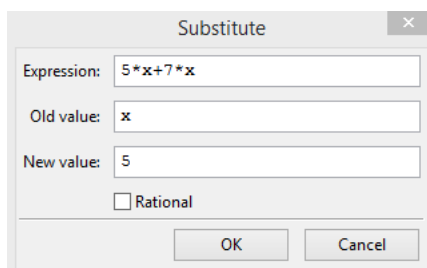 Substitute
Expression: 5*x+7*x
Old value: x
New value: 5
Rational
OK Cancel